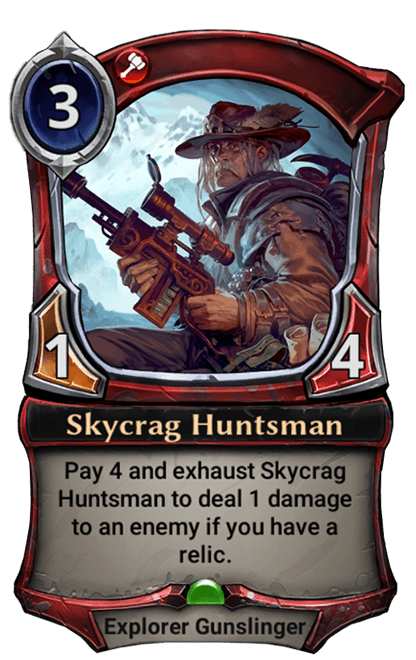 3
1
4
Skycrag Huntsman
Pay 4 and exhaust Skycrag
Huntsman to deal 1 damage
to an enemy if you have a
relic.
Explorer Gunslinger